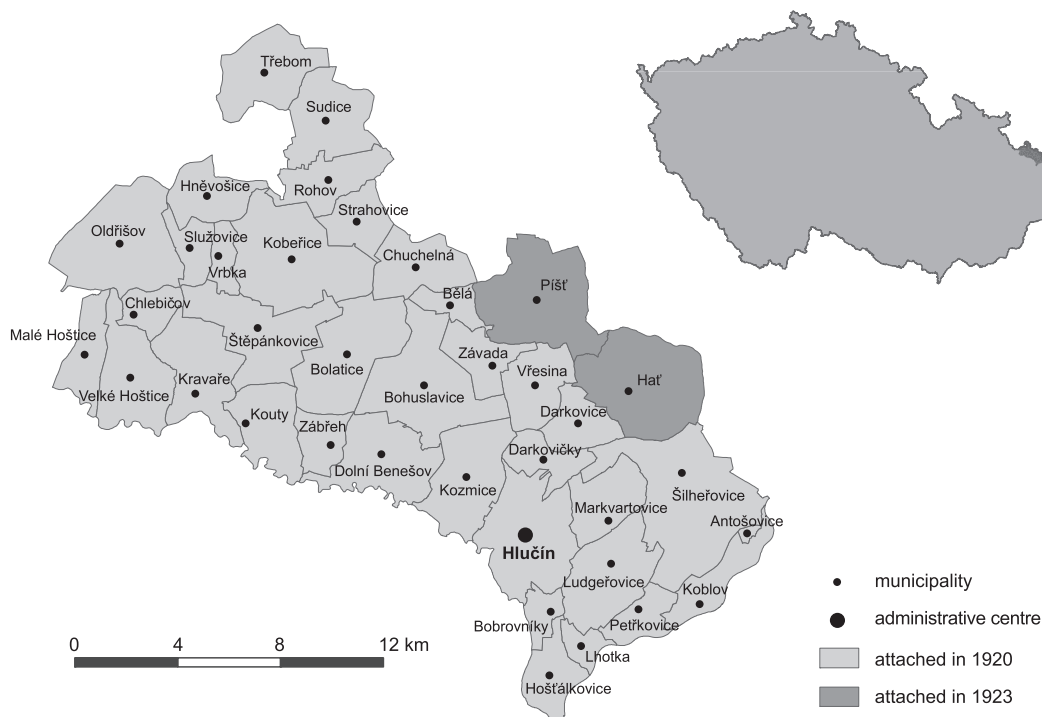 Třebom
Sudice
Hněvošice
Rohov
Strahovice
Oldřišov
Služovice
Kobeřice
Vrbka
Chuchelná
Píšť
Bělá
Chlebičov
Malé Hoštice
Štěpánkovice
Závada
Bolatice
Vřesina
Hať
Kravaře
Velké Hoštice
Bohuslavice
Kouty
Darkovice
Zábřeh
Darkovičky
Dolní Benešov
Kozmice
Šilheřovice
Markvartovice
Antošovice
Hlučín
Ludgeřovice
Koblov
Bobrovníky
Petřkovice
Lhotka
Hošťálkovice
0 4 8 12 km
municipality
administrative centre
attached in 1920
attached in 1923